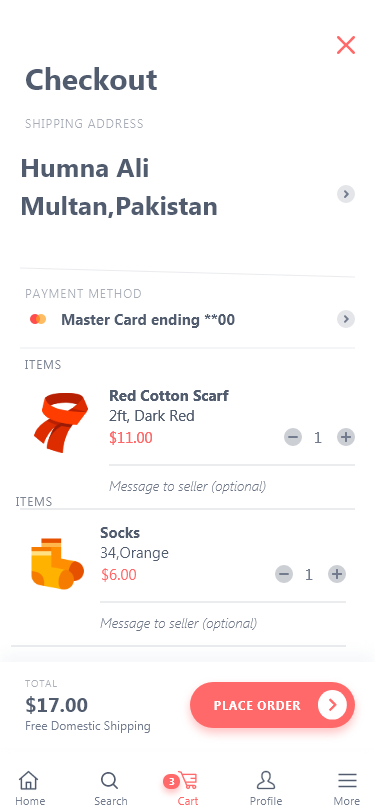 Checkout
SHIPPING ADDRESS
Humna Ali
Multan,Pakistan
PAYMENT METHOD
Master Card ending **00
ITEMS
Red Cotton Scarf
2ft, Dark Red
$11.00
1
Message to seller (optional)
ITEMS
Socks
34,Orange
$6.00
1
Message to seller (optional)
TOTAL
$17.00
Free Domestic Shipping
PLACE ORDER
3
Home
Search
Cart
Profile
More